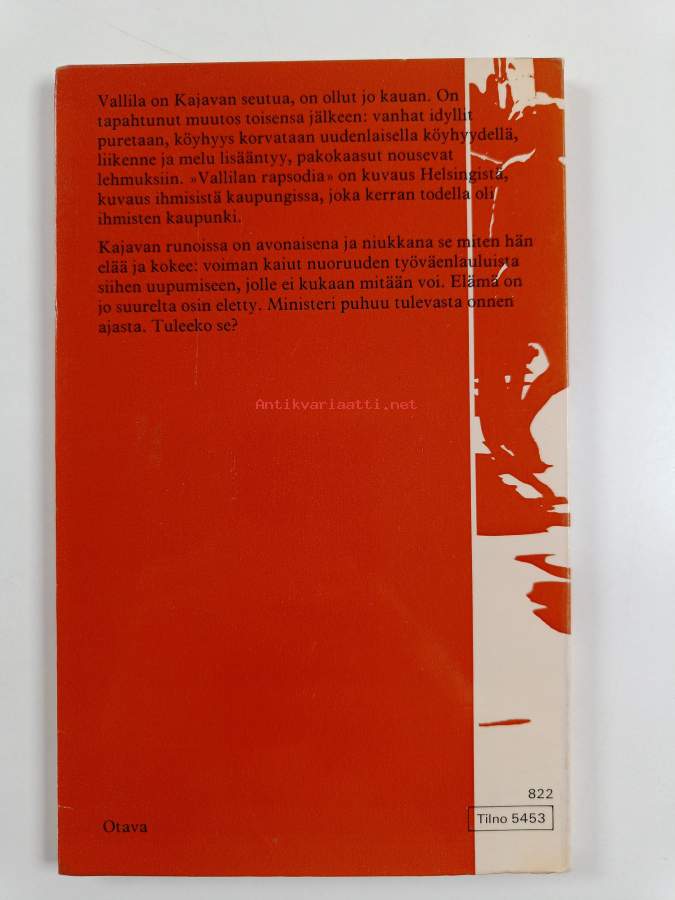 Vallila on Kajavan seutua, on ollut jo kauan. On
tapahtunut muutos toisensa jälkeen: vanhat idyllit
puretaan, köyhyys korvataan uudenlaisella köyhyydellä,
liikenne ja melu lisääntyy, pakokaasut nousevat
lehmuksiin. »Vallilan rapsodia» on kuvaus Helsingistä,
kuvaus ihmisistä kaupungissa, joka kerran todella oli
ihmisten kaupunki.
Kajavan runoissa on avonaisena ja niukkana se miten hän
elää ja kokee: voiman kaiut nuoruuden työväenlauluista
siihen uupumiseen, jolle ei kukaan mitään voi. Elämä on
jo suurelta osin eletty. Ministeri puhuu tulevasta onnen
ajasta. Tuleeko se?
Antikvariaatti.net
822
Tilno 5453
Otava